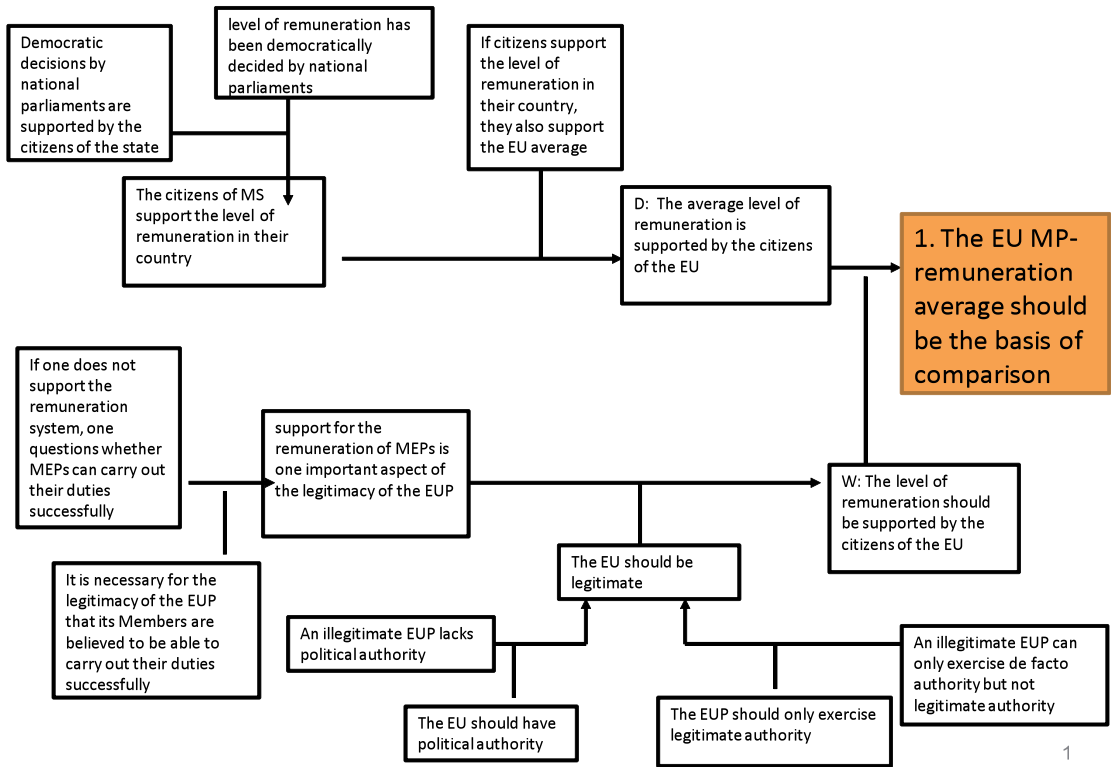 Democratic
decisions by
national
parliaments are
supported by the
citizens of the state
level of remuneration has
been democratically
decided by national
parliaments
If citizens support
the level of
remuneration in
their country,
they also support
the EU average
The citizens of MS
support the level of
remuneration in their
country
D:  The average level of
remuneration is
supported by the citizens
of the EU
1. The EU MP-
remuneration
average should
be the basis of
comparison
If one does not
support the
remuneration
system, one
questions whether
MEPs can carry out
their duties
successfully
support for the
remuneration of MEPs is
one important aspect of
the legitimacy of the EUP
W: The level of
remuneration should
be supported by the
citizens of the EU
It is necessary for the
legitimacy of the EUP
that its Members are
believed to be able to
carry out their duties
successfully
The EU should be
legitimate
An illegitimate EUP lacks
political authority
The EU should have
political authority
The EUP should only exercise
legitimate authority
An illegitimate EUP can
only exercise de facto
authority but not
legitimate authority
1